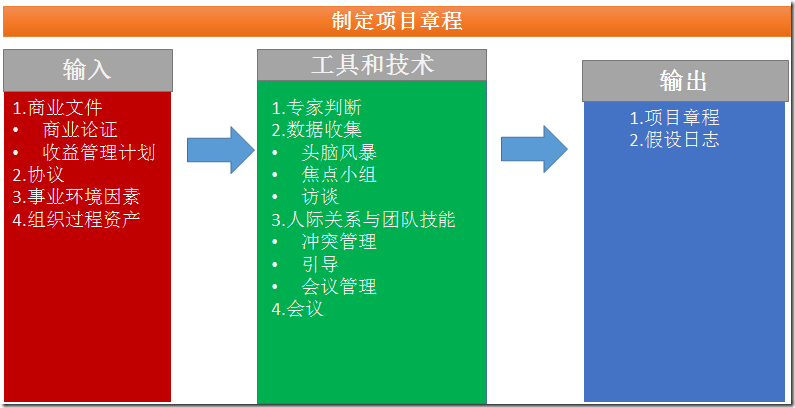 制定项目章程
输入
1.商业文件
• 商业论证
• 收益管理计划
2.协议
3.事业环境因素
4.组织过程资产
工具和技术
1.专家判断
2.数据收集
• 头脑风暴
• 焦点小组
• 访谈
3.人际关系与团队技能
• 冲突管理
• 引导
• 会议管理
4.会议
输出
1.项目章程
2.假设日志